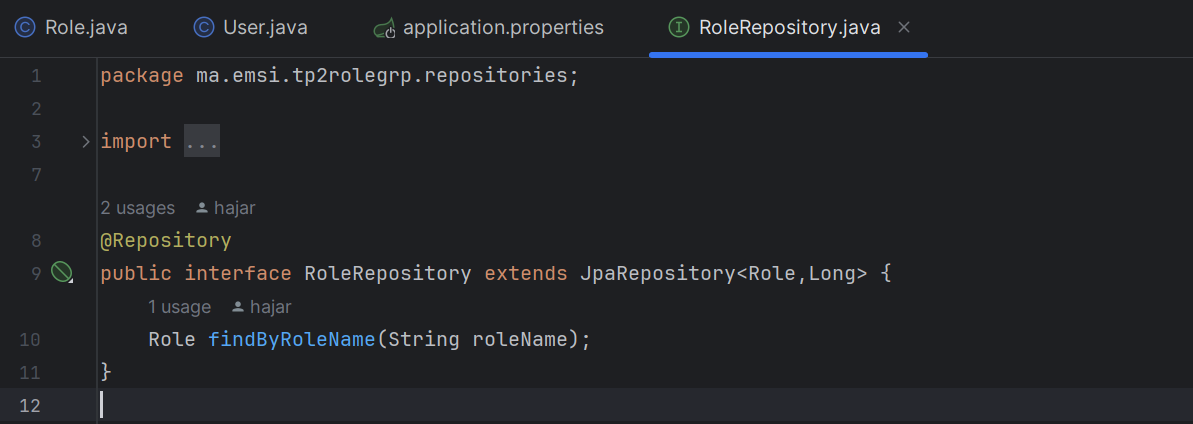 Role.java User.java application.properties RoleRepository.java
1 package ma.emsi.tp2rolegrp.repositories;
2
3 import ...
7
2 usages hajar
8 @Repository
9 public interface RoleRepository extends JpaRepository<Role,Long> {
1 usage hajar
10 Role findByRoleName(String roleName);
11 }
12